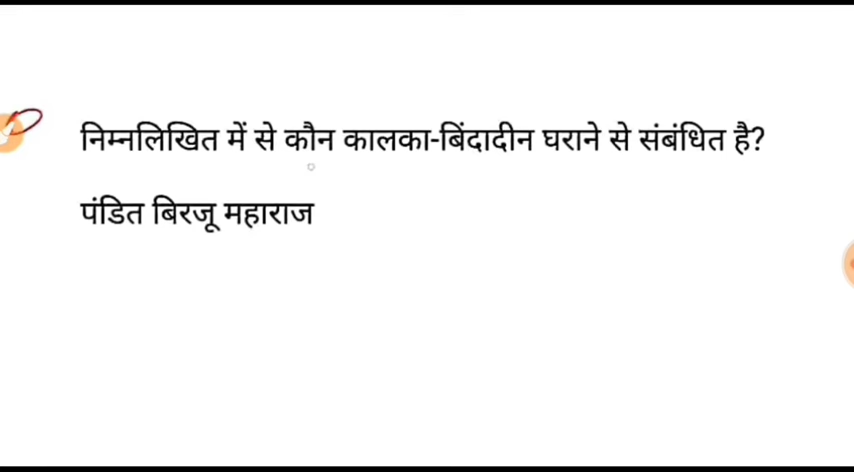 निम्नलिखित में से कौन कालका-बिंदादीन घराने से संबंधित है?
पंडित बिरजू महाराज